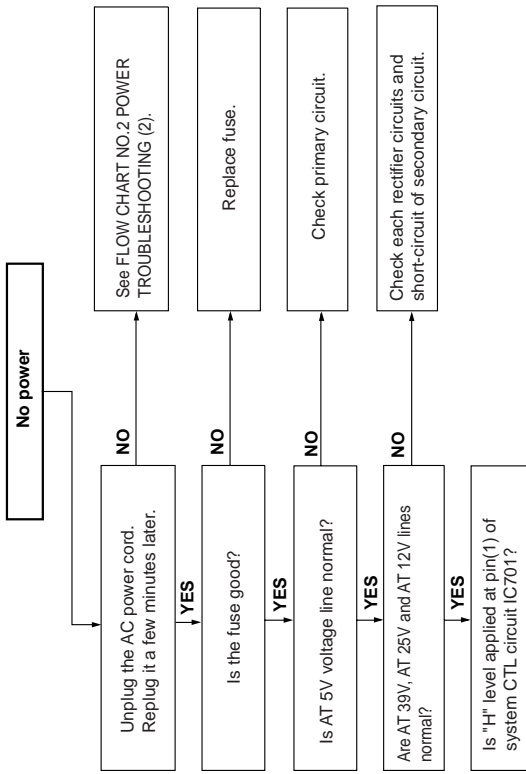 No power
Unplug the AC power cord.
Replug it a few minutes later.
NO
See FLOW CHART NO.2 POWER
TROUBLESHOOTING (2).
YES
Is the fuse good?
NO
Replace fuse.
YES
Is AT 5V voltage line normal?
NO
Check primary circuit.
YES
Are AT 39V, AT 25V and AT 12V lines
normal?
NO
Check each rectifier circuits and
short-circuit of secondary circuit.
YES
Is "H" level applied at pin(1) of
system CTL circuit IC701?